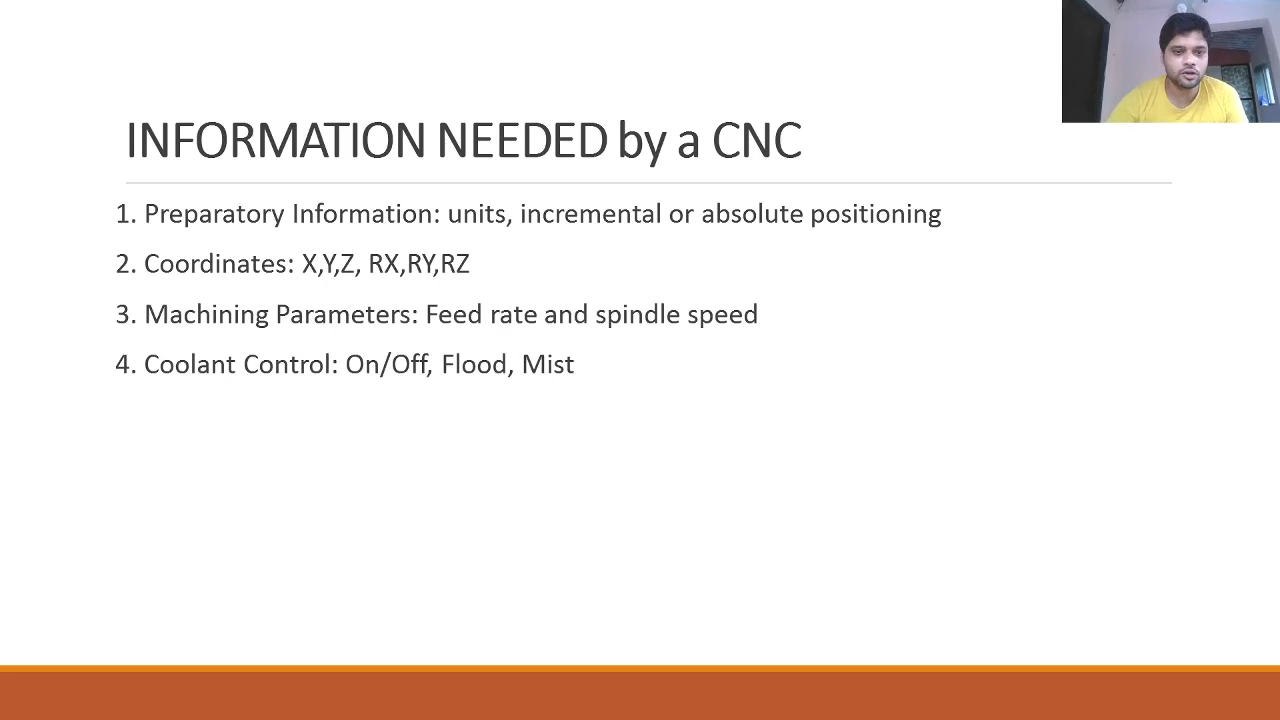 INFORMATION NEEDED by a CNC
1. Preparatory Information: units, incremental or absolute positioning
2. Coordinates: X,Y,Z, RX,RY,RZ
3. Machining Parameters: Feed rate and spindle speed
4. Coolant Control: On/Off, Flood, Mist